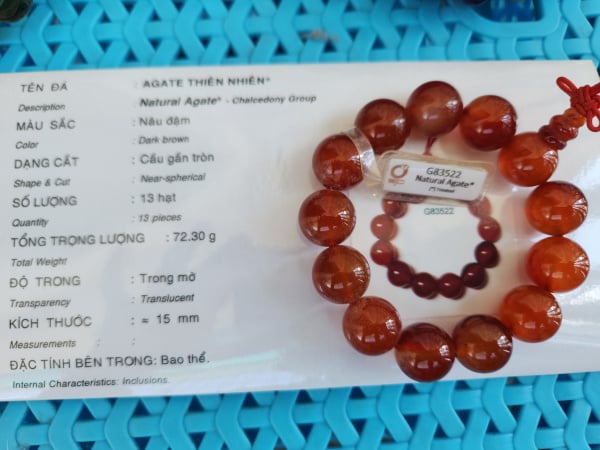 TÊN ĐÁ : AGATE THIÊN NHIÊN*
Description : Natural Agate* - Chalcedony Group
MÀU SẮC : Nâu đậm
Color : Dark brown
DẠNG CẮT : Cầu gần tròn
Shape & Cut : Near-spherical
SỐ LƯỢNG : 13 hạt
Quantity : 13 pieces
TỔNG TRỌNG LƯỢNG : 72.30 g
Total Weight
ĐỘ TRONG : Trong mờ
Transparency : Translucent
KÍCH THƯỚC : ≈ 15 mm
Measurements : :
ĐẶC TÍNH BÊN TRONG: Bao thể.
Internal Characteristics: Inclusions.
G83522
Natural Agate*
(*) Treated
G83522